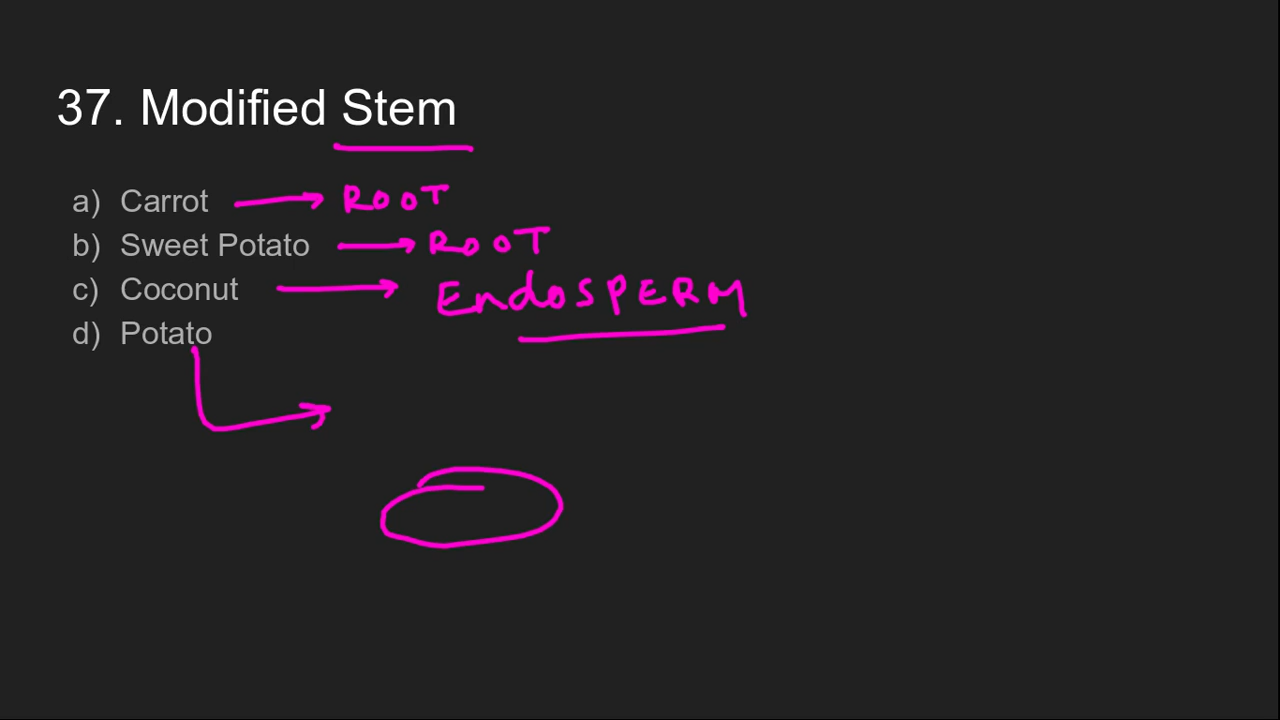 37. Modified Stem
a) Carrot ROOT
b) Sweet Potato ROOT
c) Coconut EndoSPERM
d) Potato